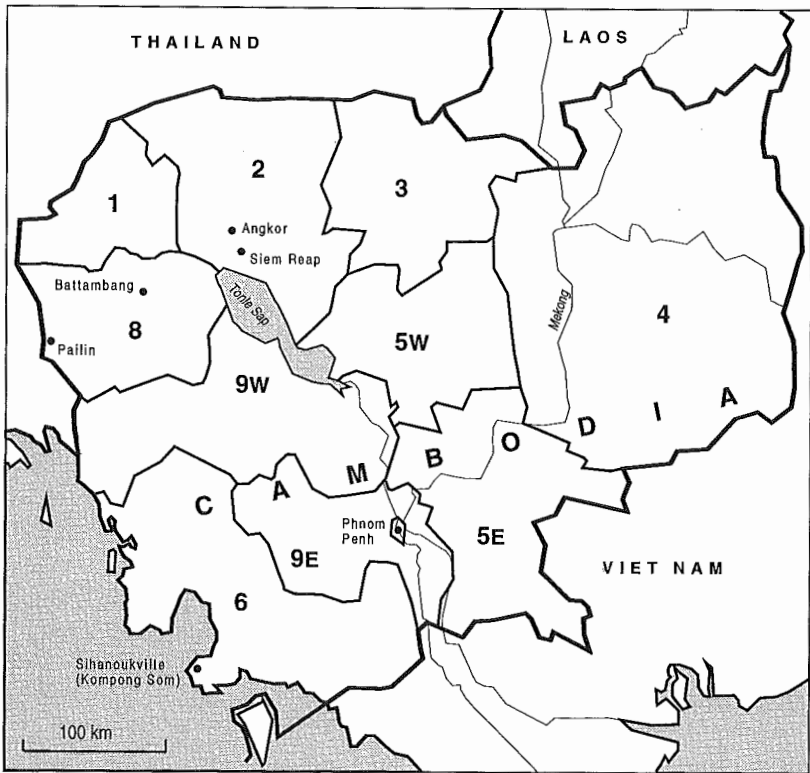 THAILAND
LAOS
2
3
1
Angkor
Siem Reap
Battambang
Tonle Sap
Mekong
4
8
Pailin
5W
9W
C A M B O D I A
Phnom
Penh
5E
9E
VIET NAM
6
Sihanoukville
(Kompong Som)
100 km